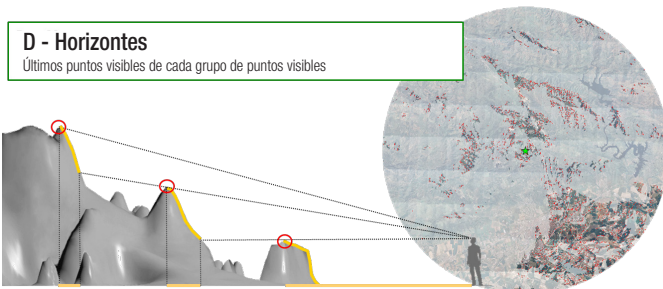 D - Horizontes
Últimos puntos visibles de cada grupo de puntos visibles